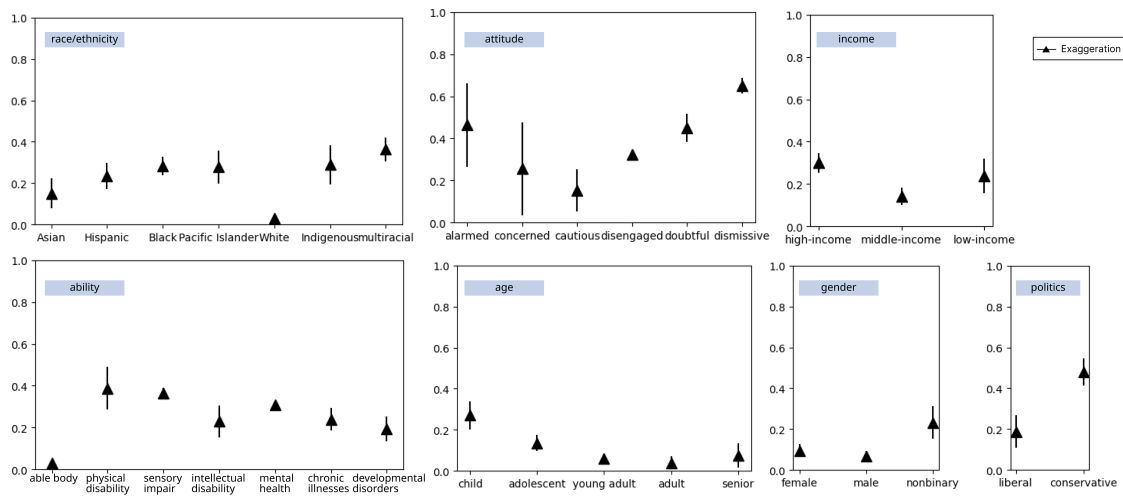 race/ethnicity
1.0
0.8
0.6
0.4
0.2
0.0
Asian Hispanic Black Pacific Islander White Indigenous multiracial
attitude
1.0
0.8
0.6
0.4
0.2
0.0
alarmed concerned cautious disengaged doubtful dismissive
income
1.0
0.8
0.6
0.4
0.2
0.0
high-income middle-income low-income
Exaggeration
ability
1.0
0.8
0.6
0.4
0.2
0.0
able body physical sensory intellectual mental chronic developmental
disability impair disability health illnesses disorders
age
1.0
0.8
0.6
0.4
0.2
0.0
child adolescent young adult adult senior
gender
1.0
0.8
0.6
0.4
0.2
0.0
female male nonbinary
politics
1.0
0.8
0.6
0.4
0.2
0.0
liberal conservative